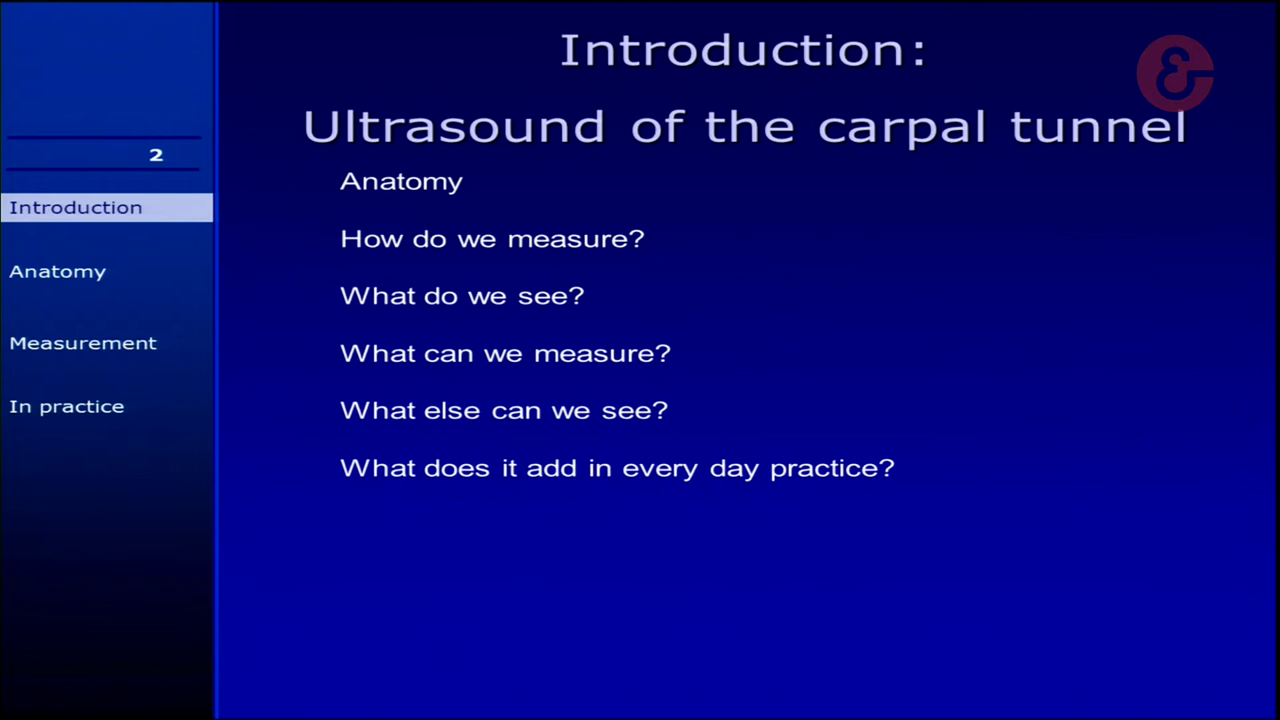 Introduction:
Ultrasound of the carpal tunnel
2
Introduction
Anatomy
Measurement
In practice
Anatomy
How do we measure?
What do we see?
What can we measure?
What else can we see?
What does it add in every day practice?